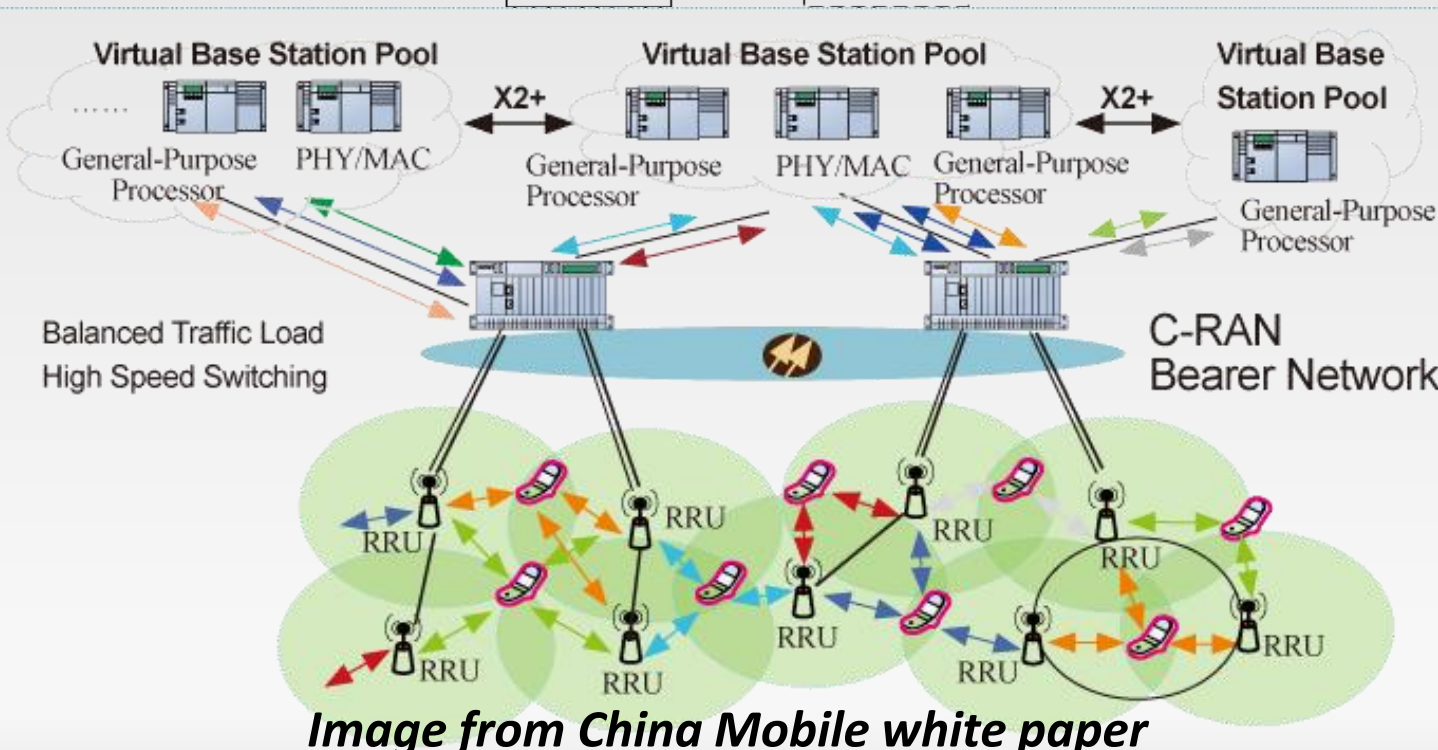 Virtual Base Station Pool
Virtual Base Station Pool
Virtual Base
Station Pool
......
X2+
X2+
General-Purpose
Processor
PHY/MAC
General-Purpose
Processor
PHY/MAC
General-Purpose
Processor
General-Purpose
Processor
Balanced Traffic Load
High Speed Switching
C-RAN
Bearer Network
RRU
RRU
RRU
RRU
RRU
RRU
RRU
RRU
RRU
Image from China Mobile white paper